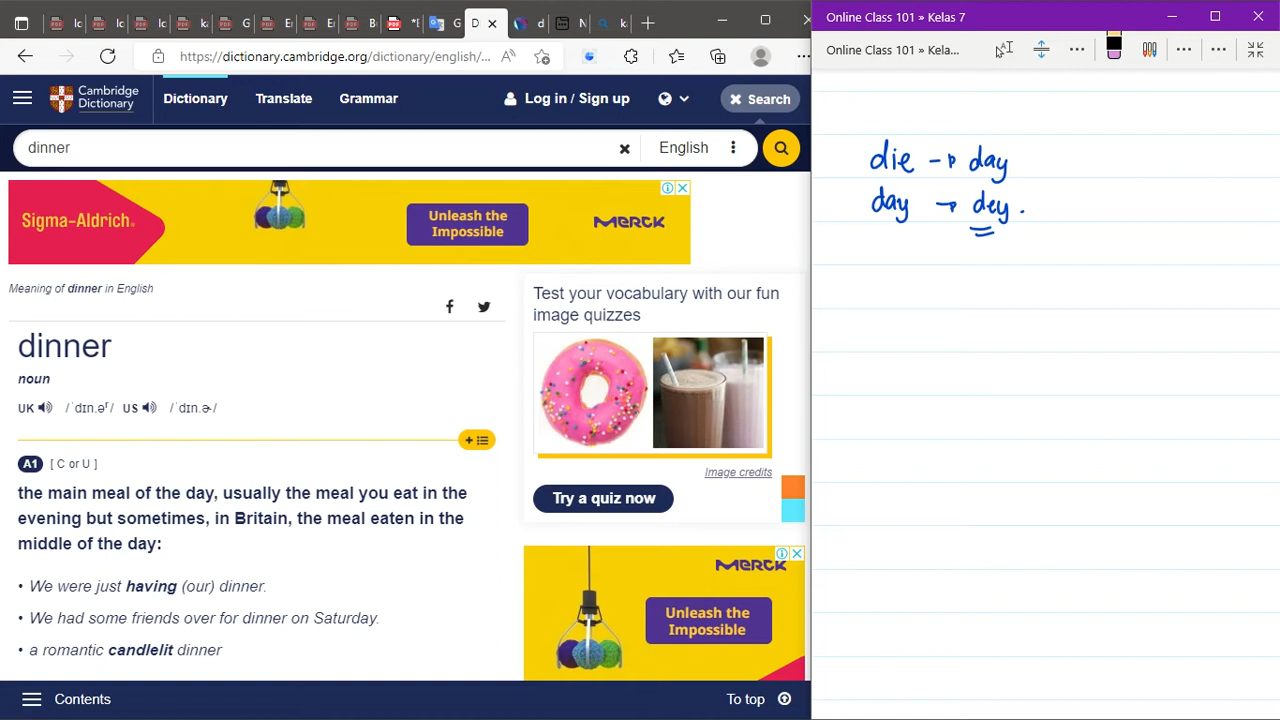 https://dictionary.cambridge.org/dictionary/english/...
Cambridge
Dictionary
Dictionary
Translate
Grammar
Log in / Sign up
Search
dinner
English
Sigma-Aldrich.
Unleash the
Impossible
MERCK
Meaning of dinner in English
dinner
noun
UK /ˈdɪn.əʳ/ US /ˈdɪn.ɚ/
A1 [ C or U ]
the main meal of the day, usually the meal you eat in the
evening but sometimes, in Britain, the meal eaten in the
middle of the day:
• We were just having (our) dinner.
• We had some friends over for dinner on Saturday.
• a romantic candlelit dinner
Test your vocabulary with our fun
image quizzes
Image credits
Try a quiz now
MERCK
Unleash the
Impossible
Contents
To top
Online Class 101 » Kelas 7
Online Class 101 » Kela...
die → day
day → dey.